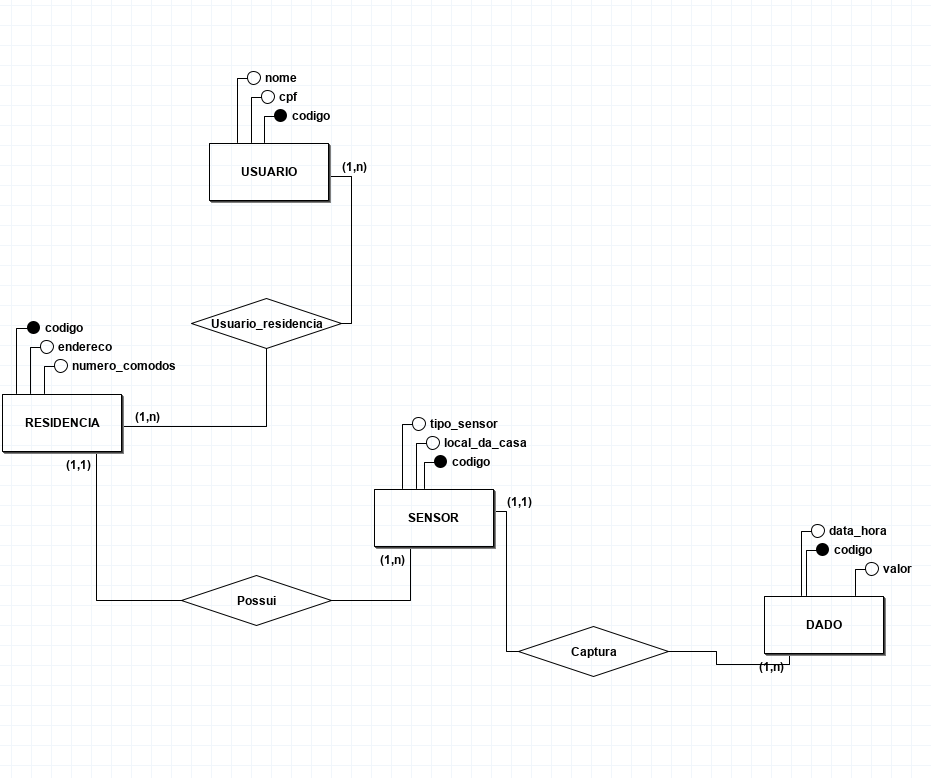 nome
cpf
codigo
(1,n)
USUARIO
Usuario_residencia
codigo
endereco
numero_comodos
RESIDENCIA
(1,n)
(1,1)
tipo_sensor
local_da_casa
codigo
(1,1)
SENSOR
(1,n)
data_hora
codigo
valor
Possui
DADO
Captura
(1,n)